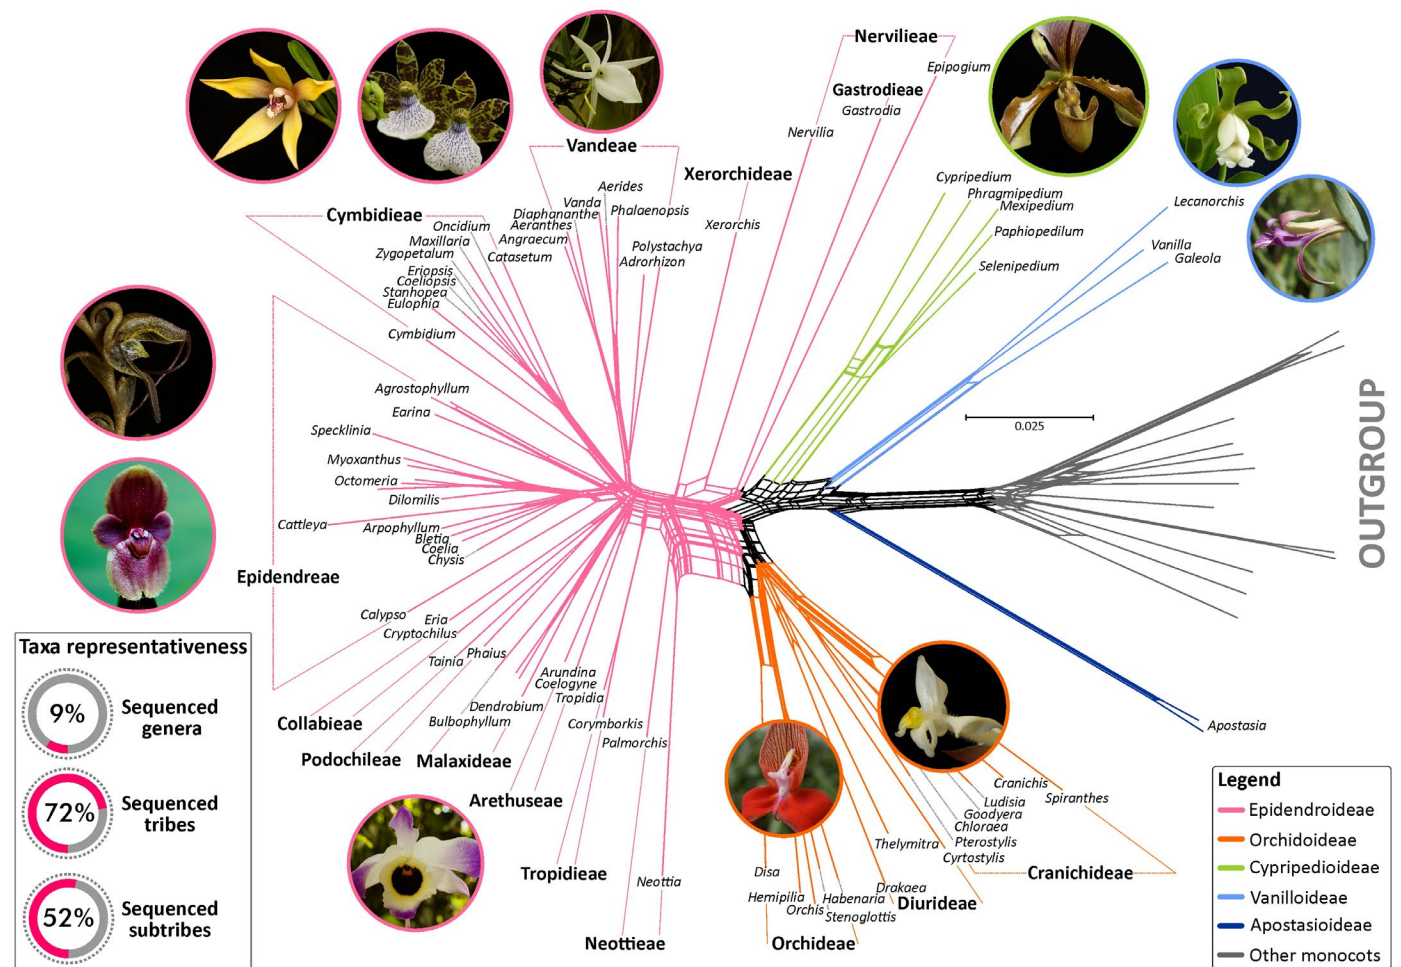 Nervilieae
Epipogium
Gastrodieae
Gastrodia
Nervilia
Vandeae
Xerorchideae
Xerorchis
Aerides
Vanda
Diaphananthe
Phalaenopsis
Aeranthes
Angraecum
Polystachya
Adrorhizon
Cymbidieae
Oncidium
Maxillaria
Zygopetalum
Catasetum
Eriopsis
Coeliopsis
Stanhopea
Eulophia
Cymbidium
Cypripedium
Phragmipedium
Mexipedium
Paphiopedilum
Selenipedium
Lecanorchis
Vanilla
Galeola
0.025
OUTGROUP
Agrostophyllum
Earina
Specklinia
Myoxanthus
Octomeria
Dilomilis
Cattleya
Arpophyllum
Bletia
Coelia
Chysis
Epidendreae
Calypso
Eria
Cryptochilus
Tainia
Phaius
Arundina
Coelogyne
Tropidia
Dendrobium
Bulbophyllum
Corymborkis
Palmorchis
Collabieae
Podochileae
Malaxideae
Arethuseae
Tropidieae
Neottia
Neottieae
Apostasia
Cranichis
Ludisia
Spiranthes
Goodyera
Chloraea
Pterostylis
Thelymitra
Cyrtostylis
Cranichideae
Disa
Drakaea
Hemipilia
Habenaria
Diurideae
Orchis
Stenoglottis
Orchideae
Taxa representativeness
9%
Sequenced
genera
72%
Sequenced
tribes
52%
Sequenced
subtribes
Legend
Epidendroideae
Orchidoideae
Cypripedioideae
Vanilloideae
Apostasioideae
Other monocots